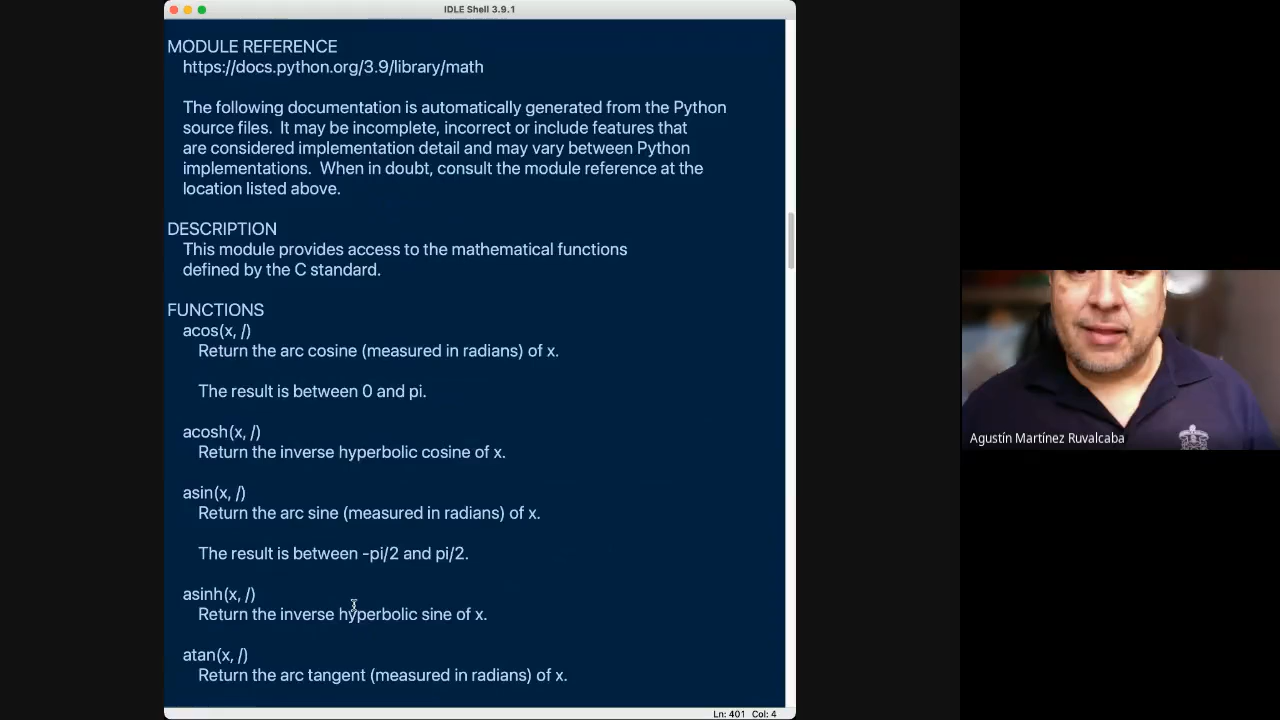 IDLE Shell 3.9.1
MODULE REFERENCE
https://docs.python.org/3.9/library/math
The following documentation is automatically generated from the Python
source files.  It may be incomplete, incorrect or include features that
are considered implementation detail and may vary between Python
implementations.  When in doubt, consult the module reference at the
location listed above.
DESCRIPTION
This module provides access to the mathematical functions
defined by the C standard.
FUNCTIONS
acos(x, /)
Return the arc cosine (measured in radians) of x.
The result is between 0 and pi.
acosh(x, /)
Return the inverse hyperbolic cosine of x.
asin(x, /)
Return the arc sine (measured in radians) of x.
The result is between -pi/2 and pi/2.
asinh(x, /)
Return the inverse hyperbolic sine of x.
atan(x, /)
Return the arc tangent (measured in radians) of x.
Ln: 401  Col: 4
Agustín Martínez Ruvalcaba